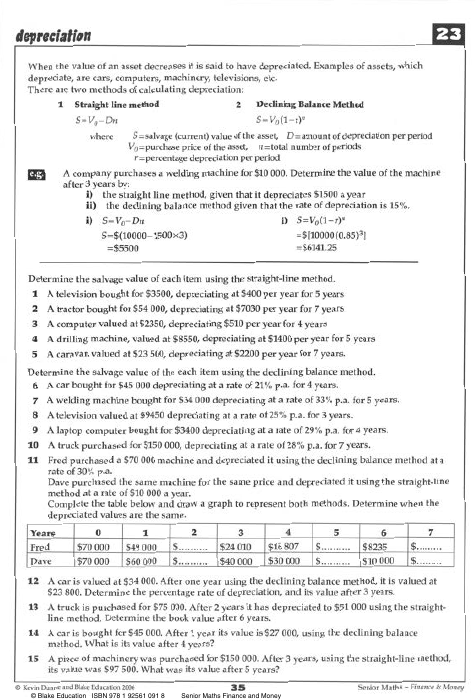 depreciation 23
When the value of an asset decreases it is said to have depreciated. Examples of assets, which
depreciate, are cars, computers, machinery, televisions, etc.
There are two methods of calculating depreciation:
1 Straight line method 2 Declining Balance Method
S=V₀−Dn S=V₀(1−r)ⁿ
where S=salvage (current) value of the asset, D=amount of depreciation per period
V₀=purchase price of the asset, n=total number of periods
r=percentage depreciation per period
e.g. A company purchases a welding machine for $10 000. Determine the value of the machine
after 3 years by:
i) the straight line method, given that it depreciates $1500 a year
ii) the declining balance method given that the rate of depreciation is 15%.
i) S=V₀−Dn I) S=V₀(1−r)ⁿ
S=$(10000−1500×3) =$[10000(0.85)³]
=$5500 =$6141.25
Determine the salvage value of each item using the straight-line method.
1 A television bought for $3500, depreciating at $400 per year for 5 years
2 A tractor bought for $54 000, depreciating at $7030 per year for 7 years
3 A computer valued at $2350, depreciating $510 per year for 4 years
4 A drilling machine, valued at $8550, depreciating at $1400 per year for 5 years
5 A caravan, valued at $23 500, depreciating at $2200 per year for 7 years.
Determine the salvage value of the each item using the declining balance method.
6 A car bought for $45 000 depreciating at a rate of 21% p.a. for 4 years.
7 A welding machine bought for $34 000 depreciating at a rate of 33% p.a. for 5 years.
8 A television valued at $9450 depreciating at a rate of 25% p.a. for 3 years.
9 A laptop computer bought for $3400 depreciating at a rate of 29% p.a. for 4 years.
10 A truck purchased for $150 000, depreciating at a rate of 28% p.a. for 7 years.
11 Fred purchased a $70 000 machine and depreciated it using the declining balance method at a
rate of 30% p.a.
Dave purchased the same machine for the same price and depreciated it using the straight-line
method at a rate of $10 000 a year.
Complete the table below and draw a graph to represent both methods. Determine when the
depreciated values are the same.
Years 0 1 2 3 4 5 6 7
Fred $70 000 $49 000 $.......... $24 010 $16 807 $.......... $8235 $..........
Dave $70 000 $60 000 $.......... $40 000 $30 000 $.......... $10 000 $..........
12 A car is valued at $34 000. After one year using the declining balance method, it is valued at
$23 800. Determine the percentage rate of depreciation, and its value after 3 years.
13 A truck is purchased for $75 000. After 2 years it has depreciated to $51 000 using the straight-
line method. Determine the book value after 6 years.
14 A car is bought for $45 000. After 1 year its value is $27 000, using the declining balance
method. What is its value after 4 years?
15 A piece of machinery was purchased for $150 000. After 3 years, using the straight-line method,
its value was $97 500. What was its value after 5 years?
© Kevin Duarte and Blake Education 2006 35 Senior Maths – Finance & Money
© Blake Education ISBN 978 1 92561 091 8 Senior Maths Finance and Money